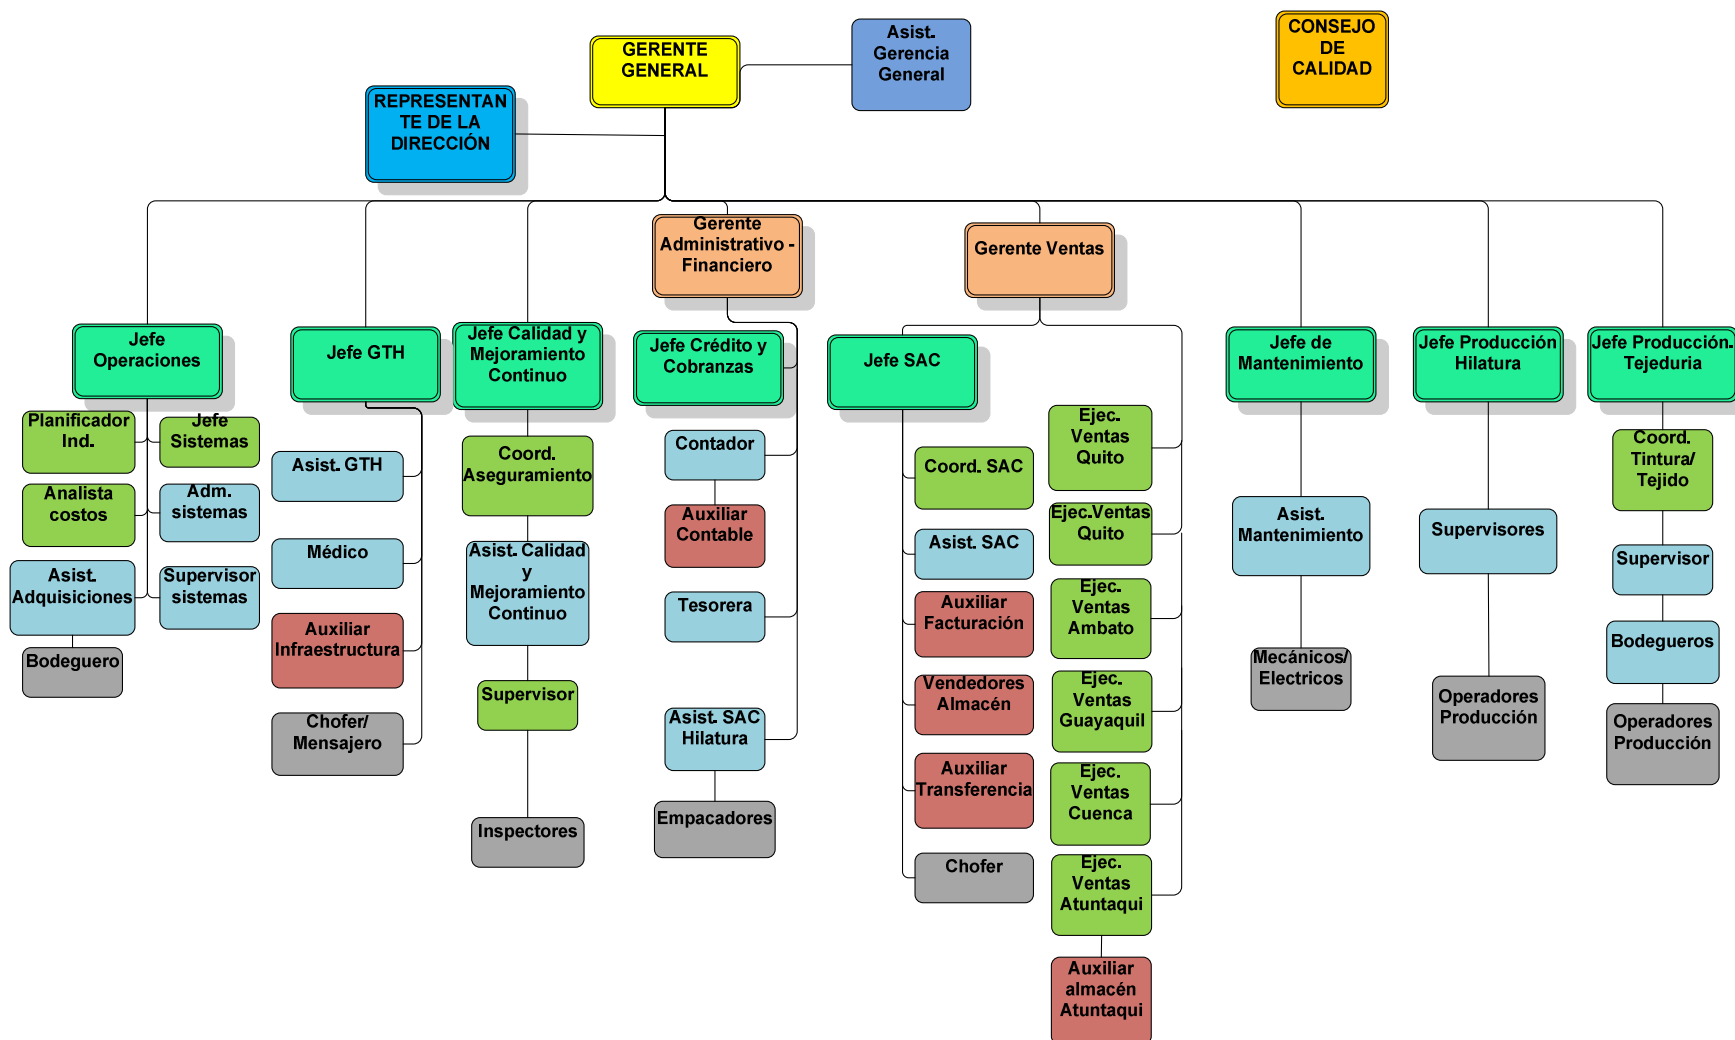 GERENTE
GENERAL
Asist.
Gerencia
General
CONSEJO
DE
CALIDAD
REPRESENTAN
TE DE LA
DIRECCIÓN
Gerente
Administrativo -
Financiero
Gerente Ventas
Jefe
Operaciones
Jefe GTH
Jefe Calidad y
Mejoramiento
Continuo
Jefe Crédito y
Cobranzas
Jefe SAC
Jefe de
Mantenimiento
Jefe Producción
Hilatura
Jefe Producción.
Tejeduria
Planificador
Ind.
Jefe
Sistemas
Analista
costos
Adm.
sistemas
Asist.
Adquisiciones
Supervisor
sistemas
Bodeguero
Asist. GTH
Médico
Auxiliar
Infraestructura
Chofer/
Mensajero
Coord.
Aseguramiento
Asist. Calidad
y
Mejoramiento
Continuo
Supervisor
Inspectores
Contador
Auxiliar
Contable
Tesorera
Asist. SAC
Hilatura
Empacadores
Coord. SAC
Asist. SAC
Auxiliar
Facturación
Vendedores
Almacén
Auxiliar
Transferencia
Chofer
Ejec.
Ventas
Quito
Ejec.Ventas
Quito
Ejec.
Ventas
Ambato
Ejec.
Ventas
Guayaquil
Ejec.
Ventas
Cuenca
Ejec.
Ventas
Atuntaqui
Auxiliar
almacén
Atuntaqui
Asist.
Mantenimiento
Mecánicos/
Electricos
Supervisores
Operadores
Producción
Coord.
Tintura/
Tejido
Supervisor
Bodegueros
Operadores
Producción